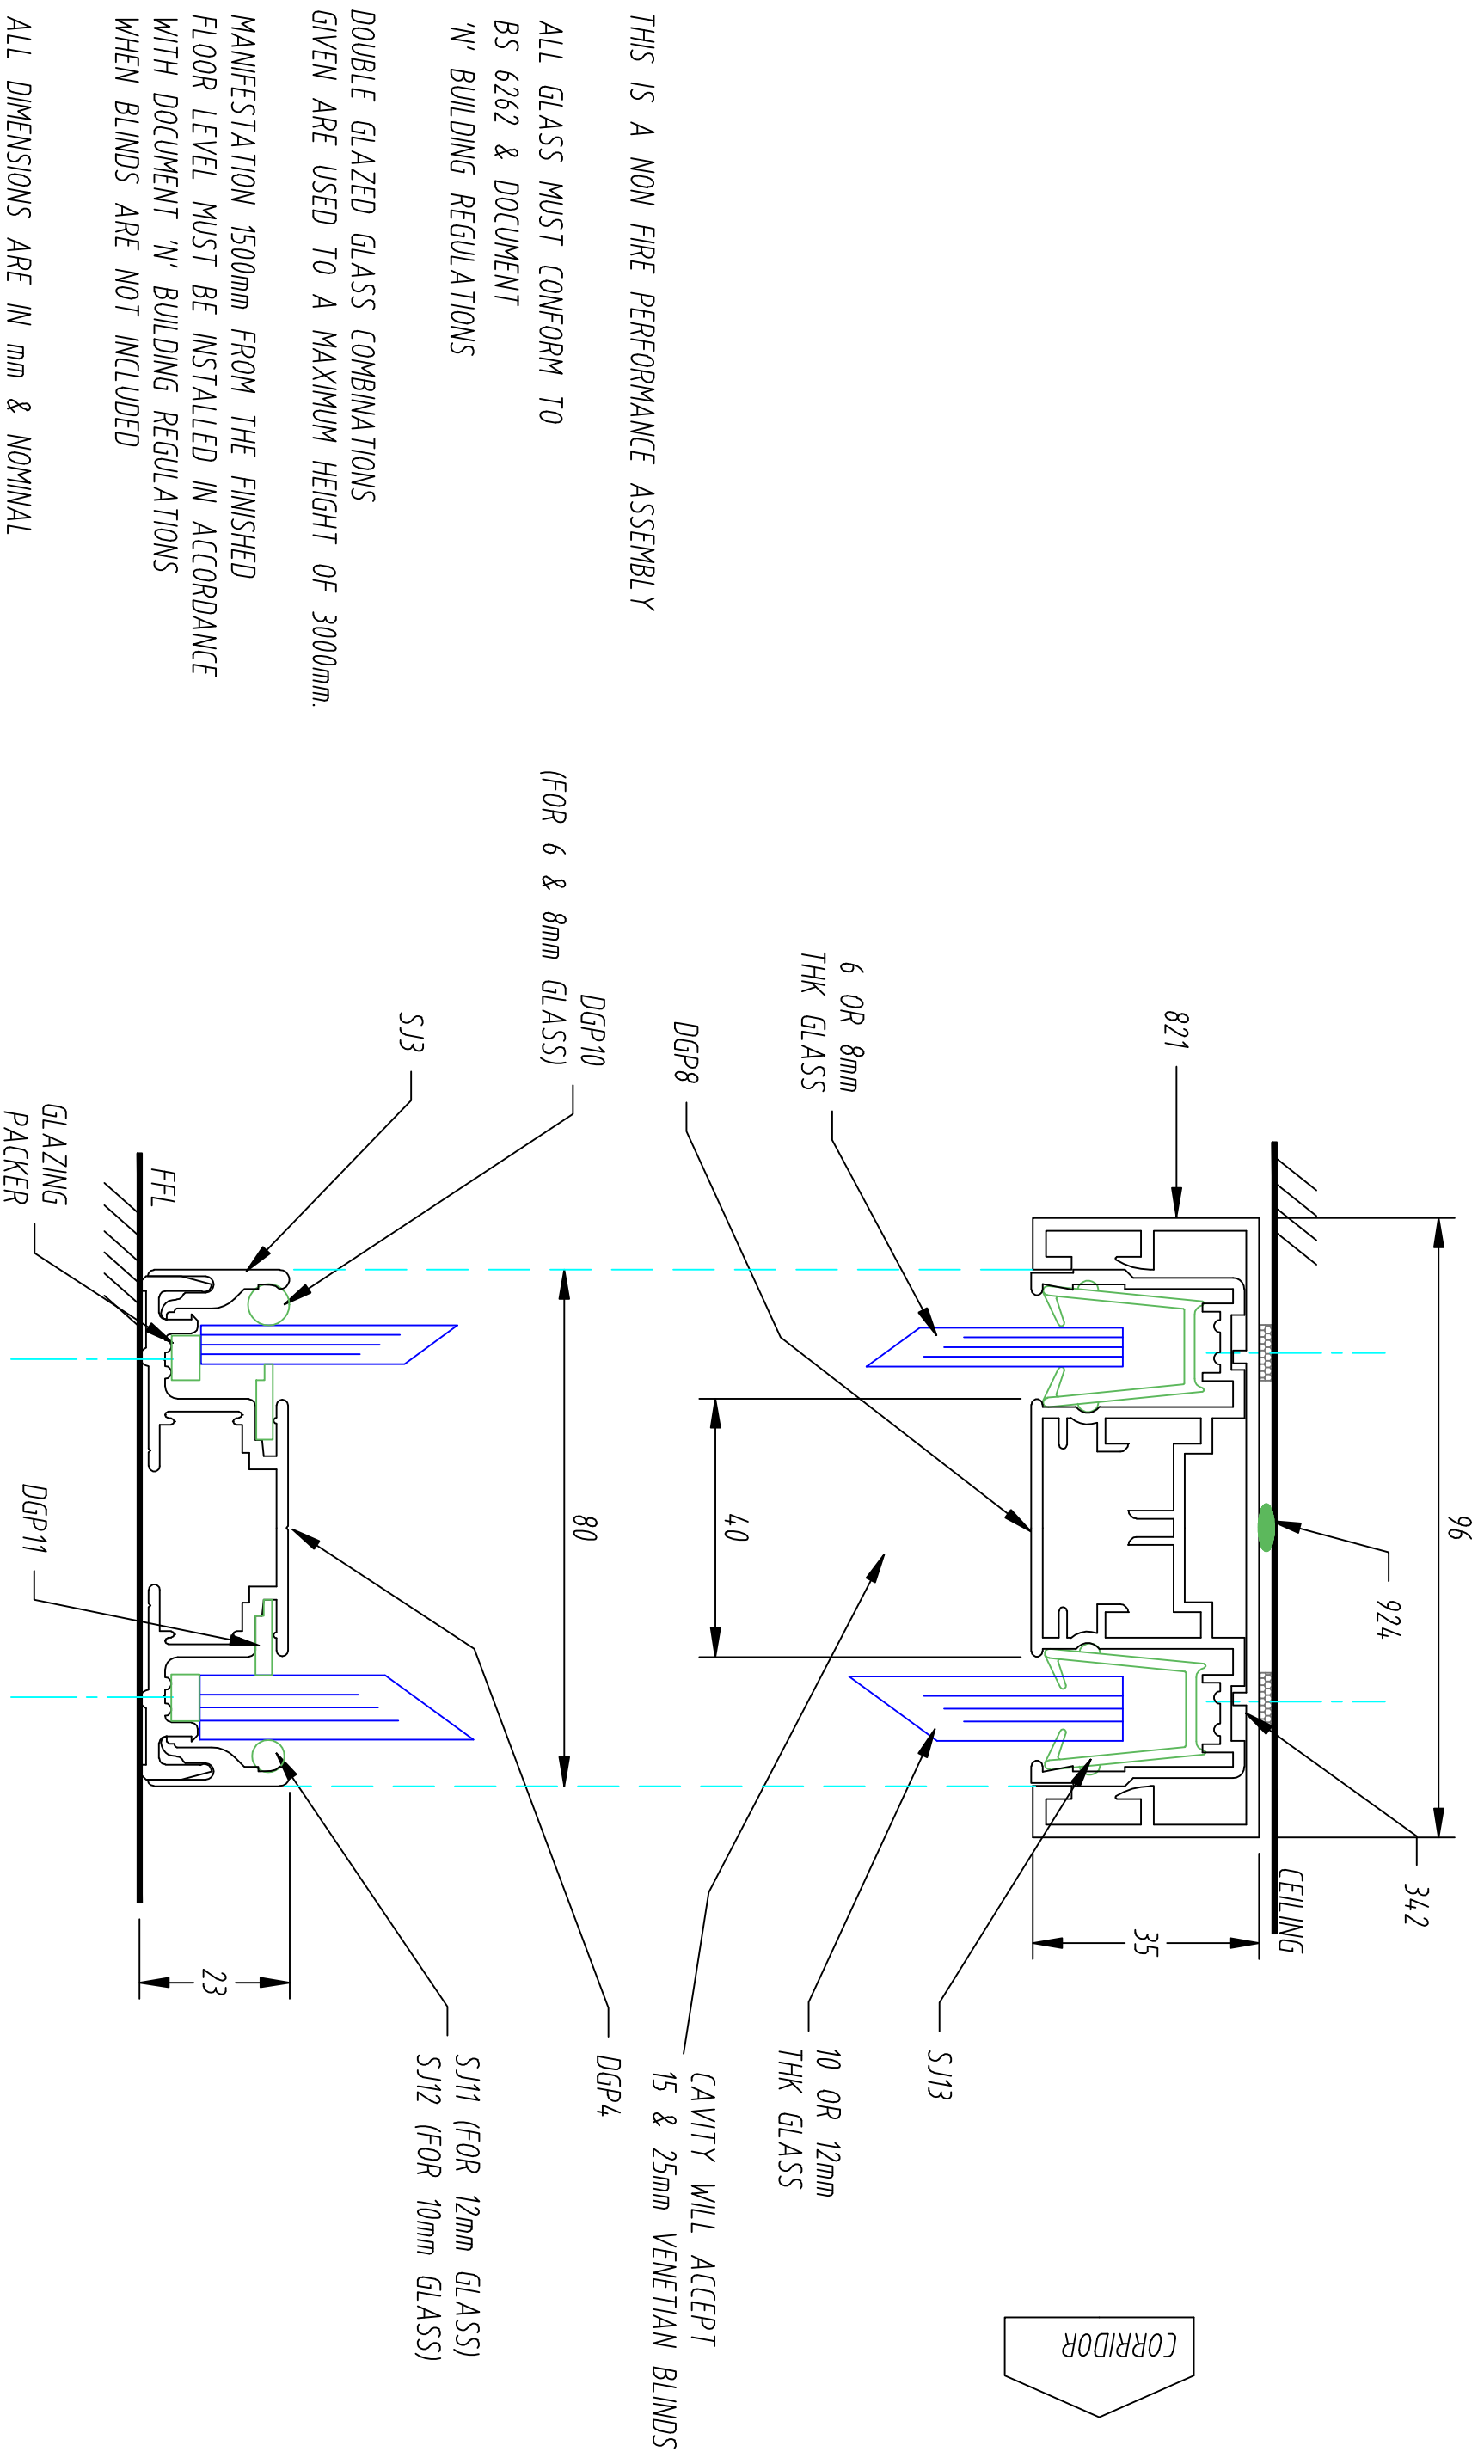 96
924
342
CEILING
821
35
SJ13
6 OR 8mm
THK GLASS
10 OR 12mm
THK GLASS
DGP8
40
CAVITY WILL ACCEPT
15 & 25mm VENETIAN BLINDS
CORRIDOR
80
DGP10
(FOR 6 & 8mm GLASS)
DGP4
SJ3
SJ11 (FOR 12mm GLASS)
SJ12 (FOR 10mm GLASS)
23
FFL
GLAZING
PACKER
DGP11
THIS IS A NON FIRE PERFORMANCE ASSEMBLY
ALL GLASS MUST CONFORM TO
BS 6262 & DOCUMENT
'N' BUILDING REGULATIONS
DOUBLE GLAZED GLASS COMBINATIONS
GIVEN ARE USED TO A MAXIMUM HEIGHT OF 3000mm.
MANIFESTATION 1500mm FROM THE FINISHED
FLOOR LEVEL MUST BE INSTALLED IN ACCORDANCE
WITH DOCUMENT 'N' BUILDING REGULATIONS
WHEN BLINDS ARE NOT INCLUDED
ALL DIMENSIONS ARE IN mm & NOMINAL